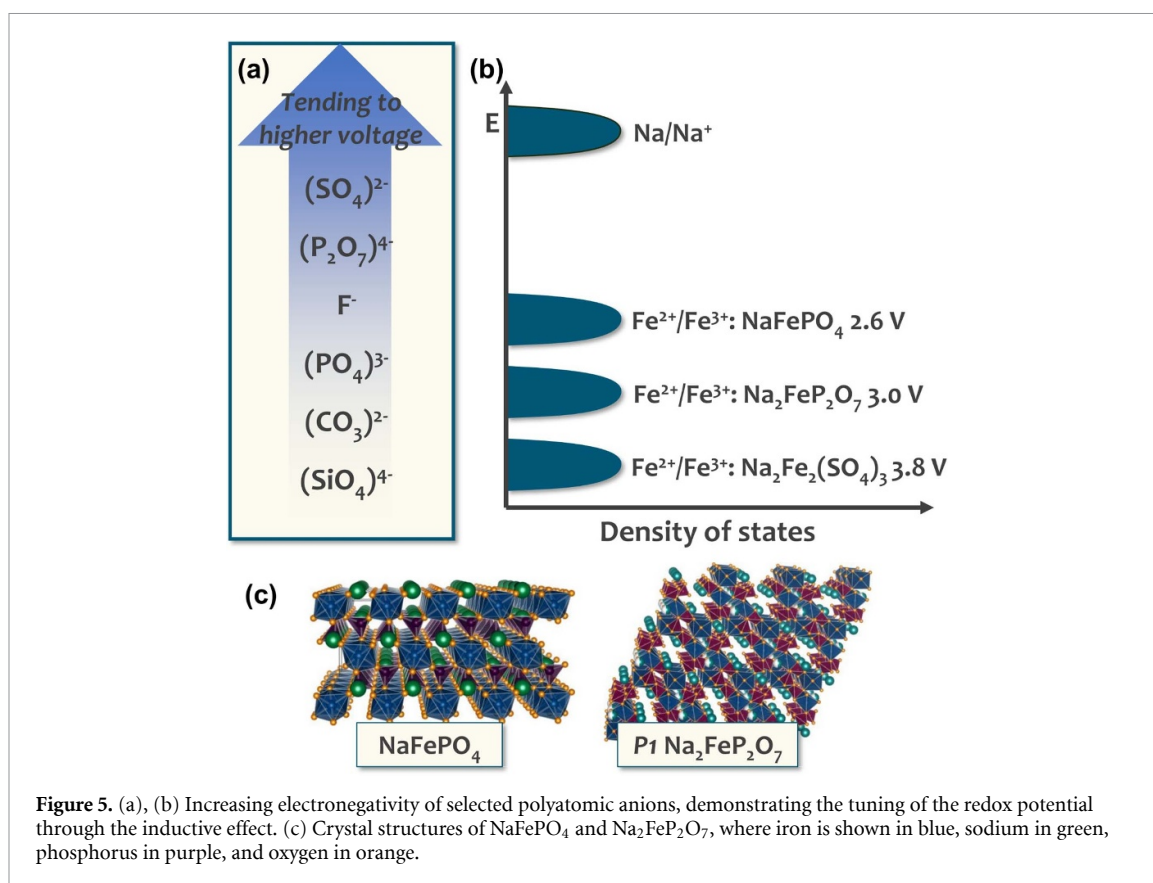 (a)
Tending to
higher voltage
(SO₄)²⁻
(P₂O₇)⁴⁻
F⁻
(PO₄)³⁻
(CO₃)²⁻
(SiO₄)⁴⁻
(b)
E
Na/Na⁺
Fe²⁺/Fe³⁺: NaFePO₄ 2.6 V
Fe²⁺/Fe³⁺: Na₂FeP₂O₇ 3.0 V
Fe²⁺/Fe³⁺: Na₂Fe₂(SO₄)₃ 3.8 V
Density of states
(c)
NaFePO₄
P1 Na₂FeP₂O₇
Figure 5. (a), (b) Increasing electronegativity of selected polyatomic anions, demonstrating the tuning of the redox potential
through the inductive effect. (c) Crystal structures of NaFePO₄ and Na₂FeP₂O₇, where iron is shown in blue, sodium in green,
phosphorus in purple, and oxygen in orange.